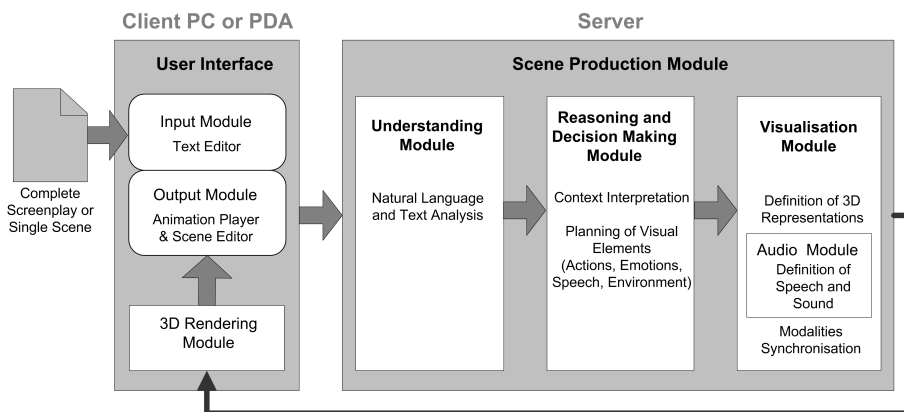 Client PC or PDA
Server
User Interface
Scene Production Module
Complete
Screenplay or
Single Scene
Input Module
Text Editor
Output Module
Animation Player
& Scene Editor
3D Rendering
Module
Understanding
Module
Natural Language
and Text Analysis
Reasoning and
Decision Making
Module
Context Interpretation
Planning of Visual
Elements
(Actions, Emotions,
Speech, Environment)
Visualisation
Module
Definition of 3D
Representations
Audio Module
Definition of
Speech and
Sound
Modalities
Synchronisation